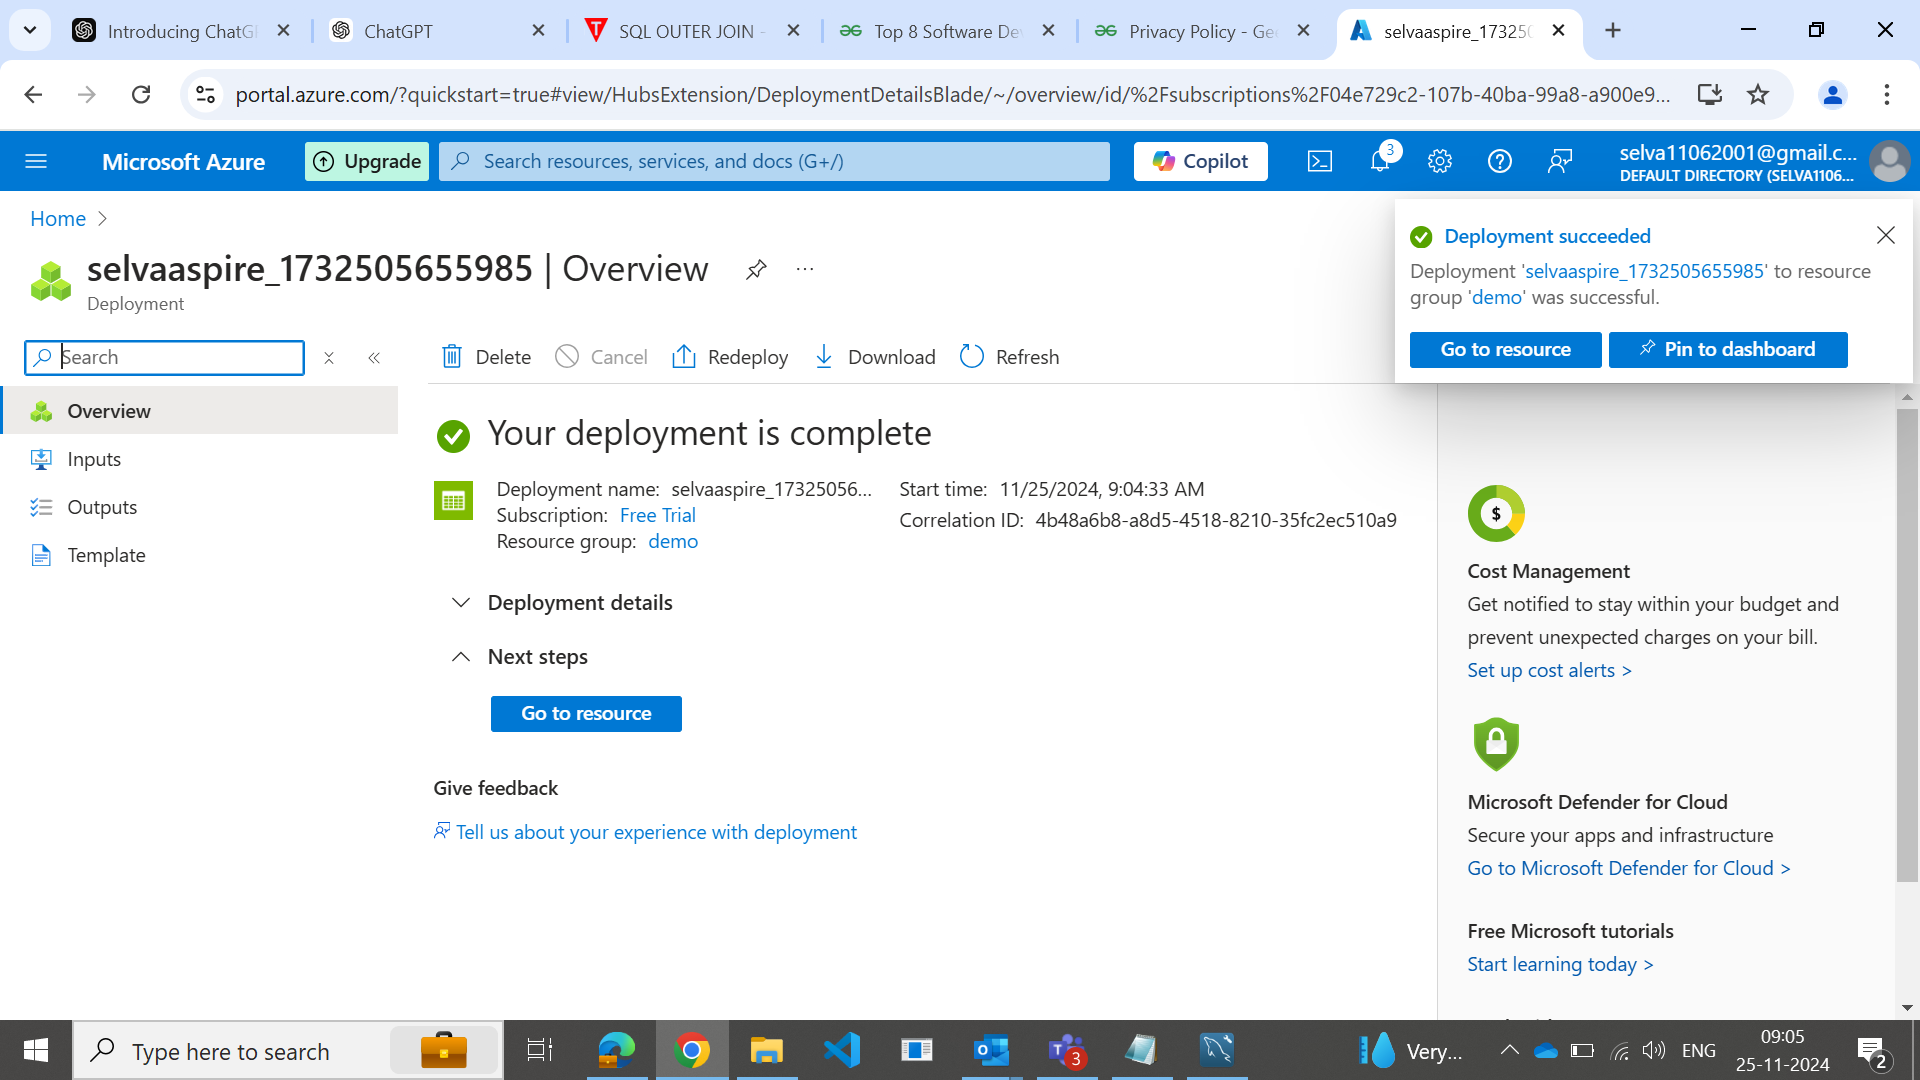 Introducing ChatG
ChatGPT
SQL OUTER JOIN -
Top 8 Software De
Privacy Policy - Ge
selvaaspire_17325
portal.azure.com/?quickstart=true#view/HubsExtension/DeploymentDetailsBlade/~/overview/id/%2Fsubscriptions%2F04e729c2-107b-40ba-99a8-a900e9...
Microsoft Azure
Upgrade
Search resources, services, and docs (G+/)
Copilot
3
selva11062001@gmail.c...
DEFAULT DIRECTORY (SELVA1106...
Home
selvaaspire_1732505655985 | Overview
Deployment
Deployment succeeded
Deployment 'selvaaspire_1732505655985' to resource
group 'demo' was successful.
Go to resource
Pin to dashboard
Search
Delete
Cancel
Redeploy
Download
Refresh
Overview
Inputs
Outputs
Template
Your deployment is complete
Deployment name: selvaaspire_17325056...
Subscription: Free Trial
Resource group: demo
Start time: 11/25/2024, 9:04:33 AM
Correlation ID: 4b48a6b8-a8d5-4518-8210-35fc2ec510a9
Deployment details
Next steps
Go to resource
Give feedback
Tell us about your experience with deployment
$
Cost Management
Get notified to stay within your budget and
prevent unexpected charges on your bill.
Set up cost alerts >
Microsoft Defender for Cloud
Secure your apps and infrastructure
Go to Microsoft Defender for Cloud >
Free Microsoft tutorials
Start learning today >
Type here to search
3
Very...
ENG
09:05
25-11-2024
2